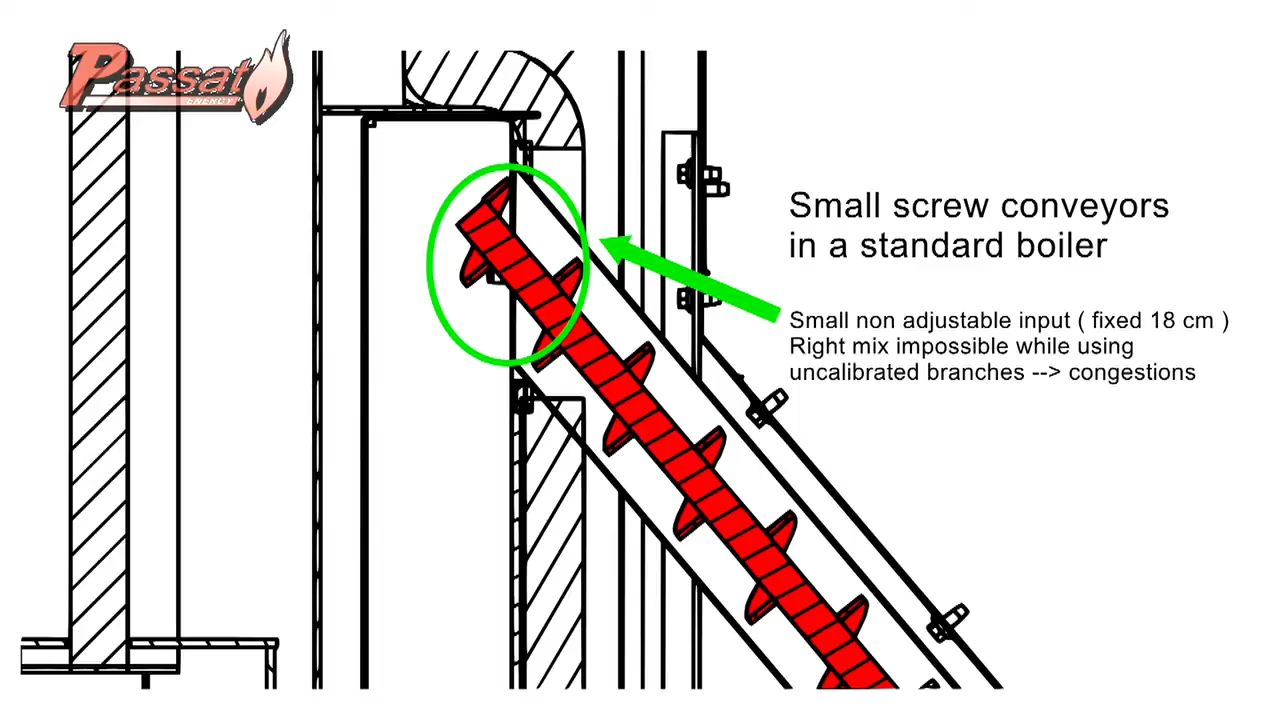 Passat
ENERGY
Small screw conveyors
in a standard boiler
Small non adjustable input ( fixed 18 cm )
Right mix impossible while using
uncalibrated branches --> congestions